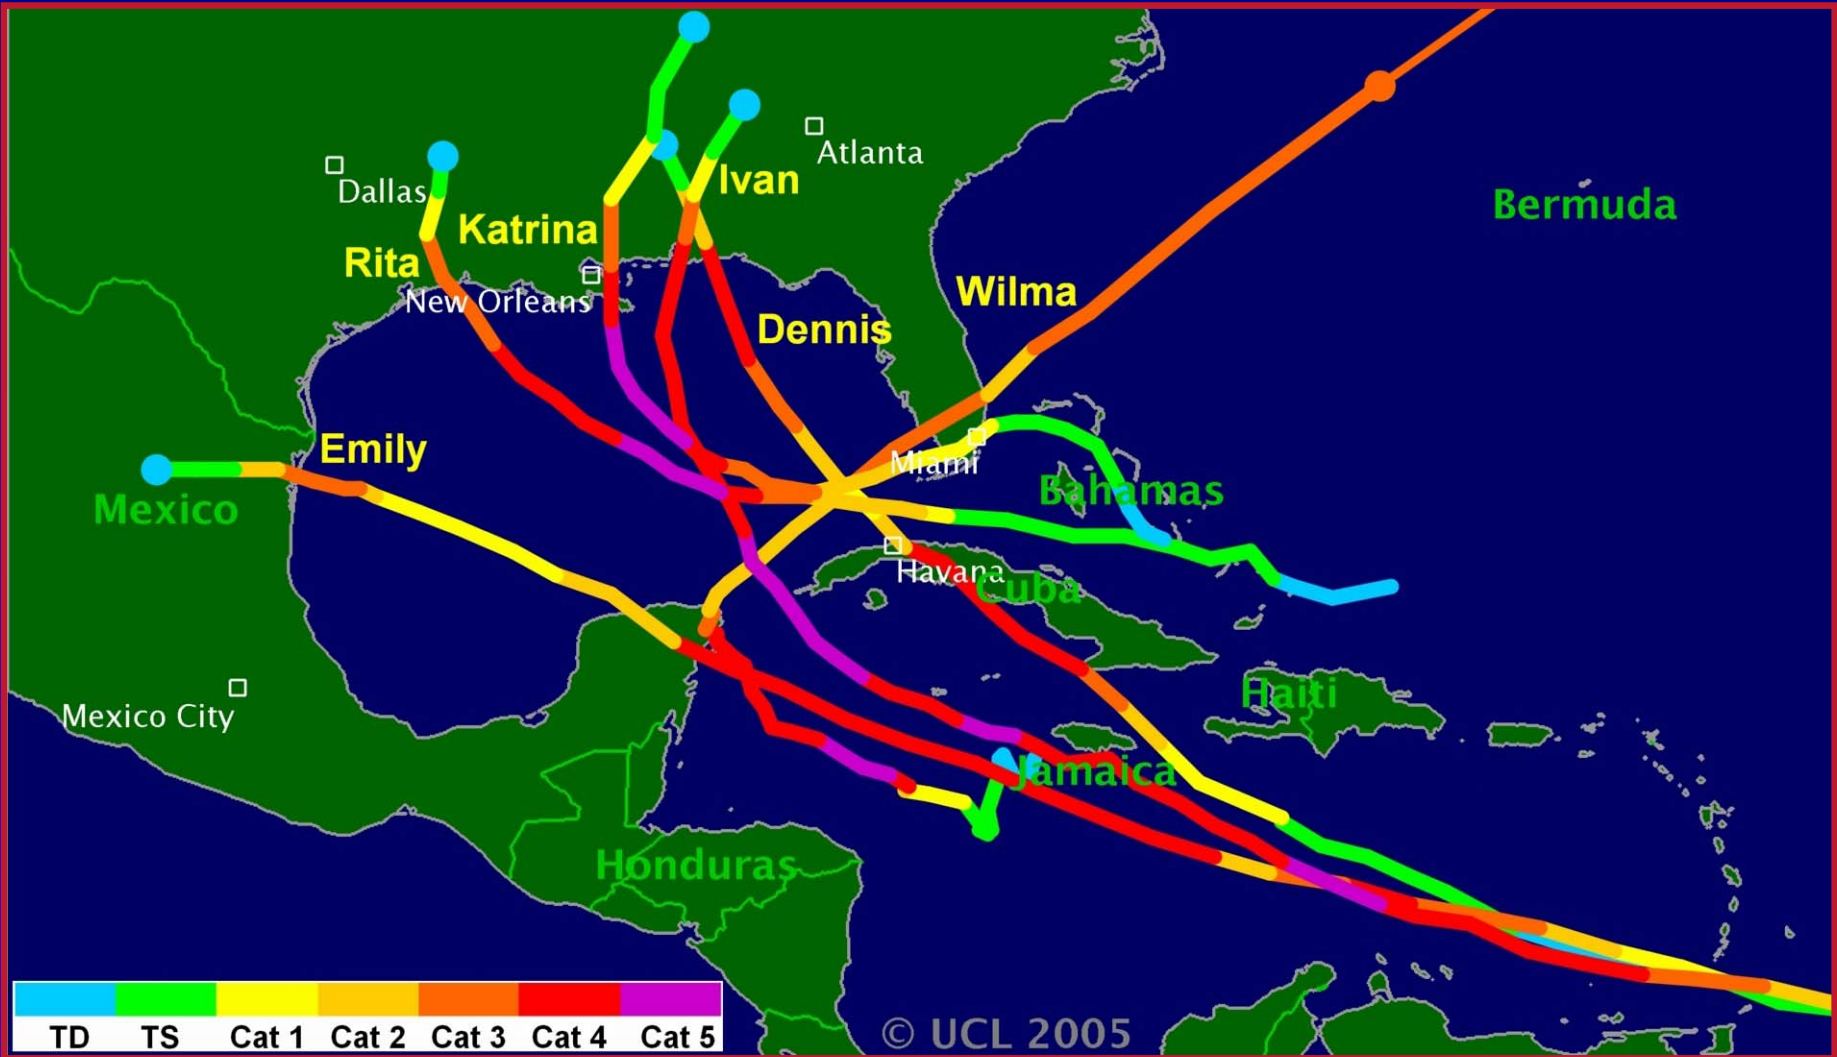 Atlanta
Ivan
Dallas
Bermuda
Katrina
Rita
Wilma
New Orleans
Dennis
Emily
Miami
Bahamas
Mexico
Havana
Cuba
Haiti
Mexico City
Jamaica
Honduras
© UCL 2005
TD TS Cat 1 Cat 2 Cat 3 Cat 4 Cat 5